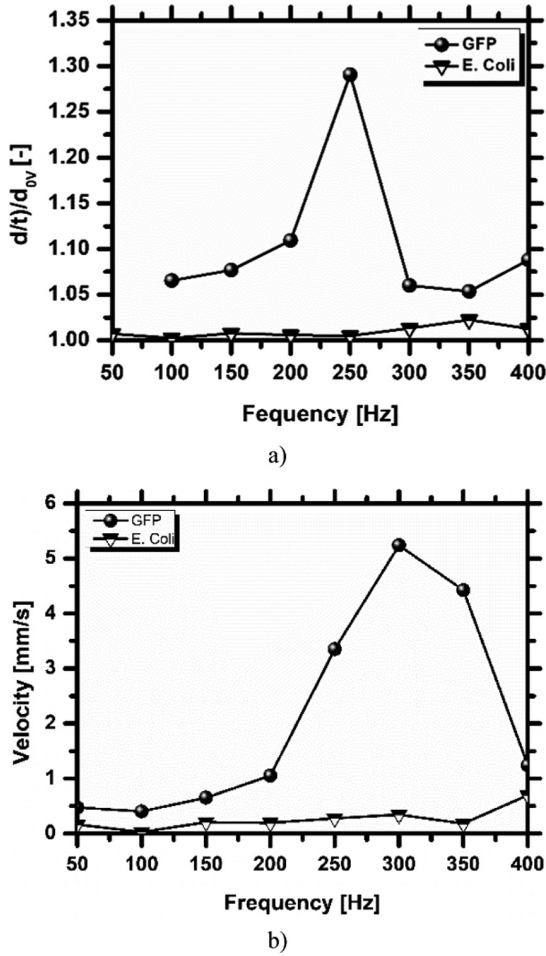 1.35
1.30
1.25
1.20
1.15
1.10
1.05
1.00
d/t)/d0V [-]
GFP
E. Coli
50 100 150 200 250 300 350 400
Fequency [Hz]
a)
6
5
4
3
2
1
0
Velocity [mm/s]
GFP
E. Coli
50 100 150 200 250 300 350 400
Frequency [Hz]
b)